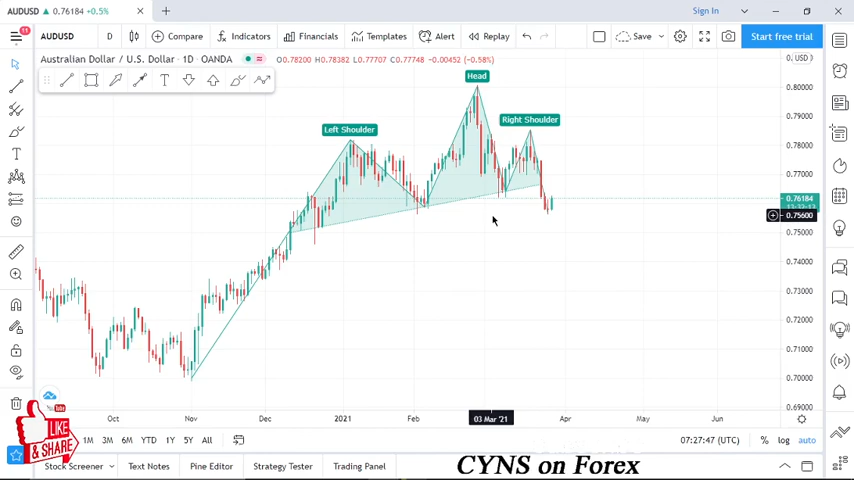 AUDUSD 0.76184 +0.5%
Sign In
11
AUDUSD D Compare Indicators Financials Templates Alert Replay Save Start free trial
Australian Dollar / U.S. Dollar · 1D · OANDA O0.78200 H0.78382 L0.77707 C0.77748 −0.00452 (−0.58%)
USD
Head
0.80000
Right Shoulder
Left Shoulder
0.79000
0.78000
0.77000
0.76184
13:32:13
0.75600
0.75000
0.74000
0.73000
0.72000
0.71000
0.70000
0.69000
Oct Nov Dec 2021 Feb 03 Mar '21 Apr May Jun
LIKE
& SHARE
1M 3M 6M YTD 1Y 5Y All
07:27:47 (UTC) % log auto
Stock Screener Text Notes Pine Editor Strategy Tester Trading Panel
CYNS on Forex